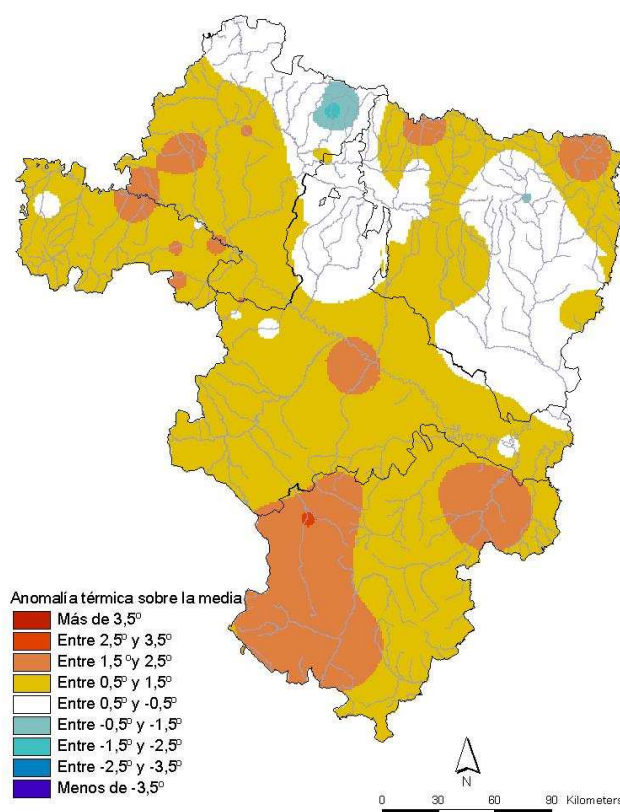 Anomalía térmica sobre la media
Más de 3,5º
Entre 2,5º y 3,5º
Entre 1,5º y 2,5º
Entre 0,5º y 1,5º
Entre 0,5º y -0,5º
Entre -0,5º y -1,5º
Entre -1,5º y -2,5º
Entre -2,5º y -3,5º
Menos de -3,5º
N
0 30 60 90 Kilometers